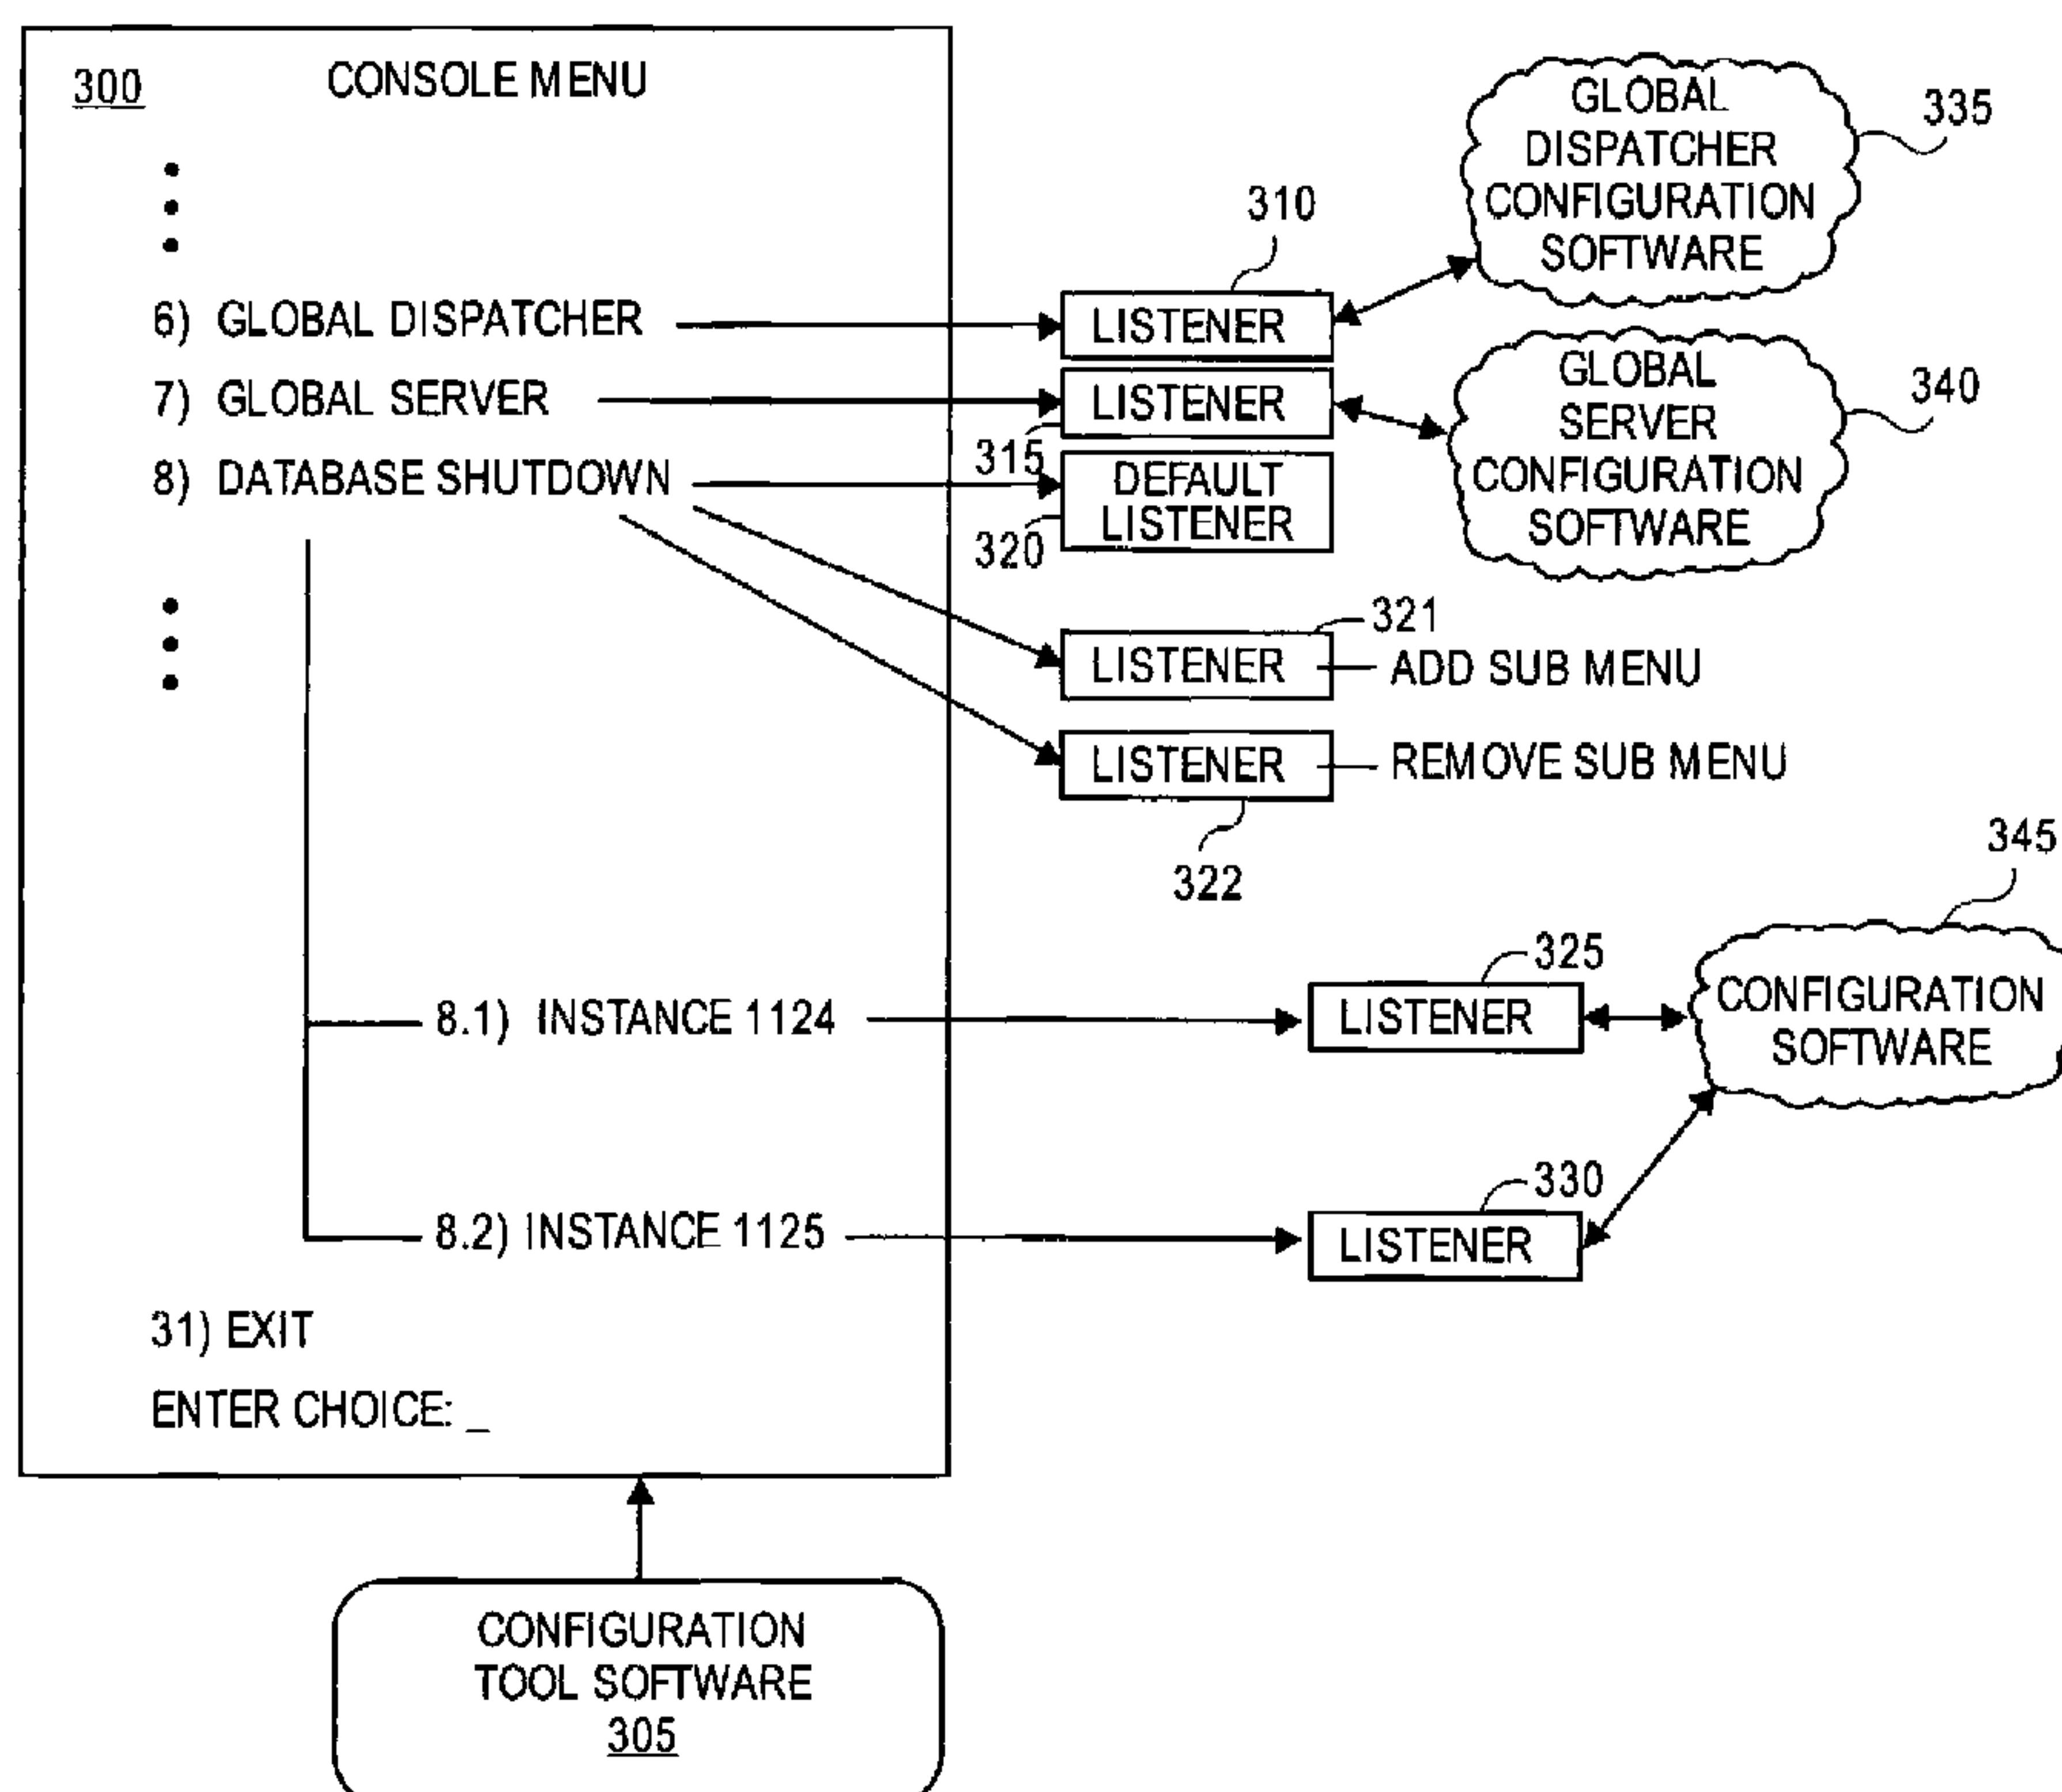 300
CONSOLE MENU
6) GLOBAL DISPATCHER
7) GLOBAL SERVER
8) DATABASE SHUTDOWN
8.1) INSTANCE 1124
8.2) INSTANCE 1125
31) EXIT
ENTER CHOICE: _
310
LISTENER
LISTENER
315
DEFAULT
LISTENER
320
GLOBAL
DISPATCHER
CONFIGURATION
SOFTWARE
335
GLOBAL
SERVER
CONFIGURATION
SOFTWARE
340
321
LISTENER
ADD SUB MENU
LISTENER
REMOVE SUB MENU
322
345
325
LISTENER
CONFIGURATION
SOFTWARE
330
LISTENER
CONFIGURATION
TOOL SOFTWARE
305